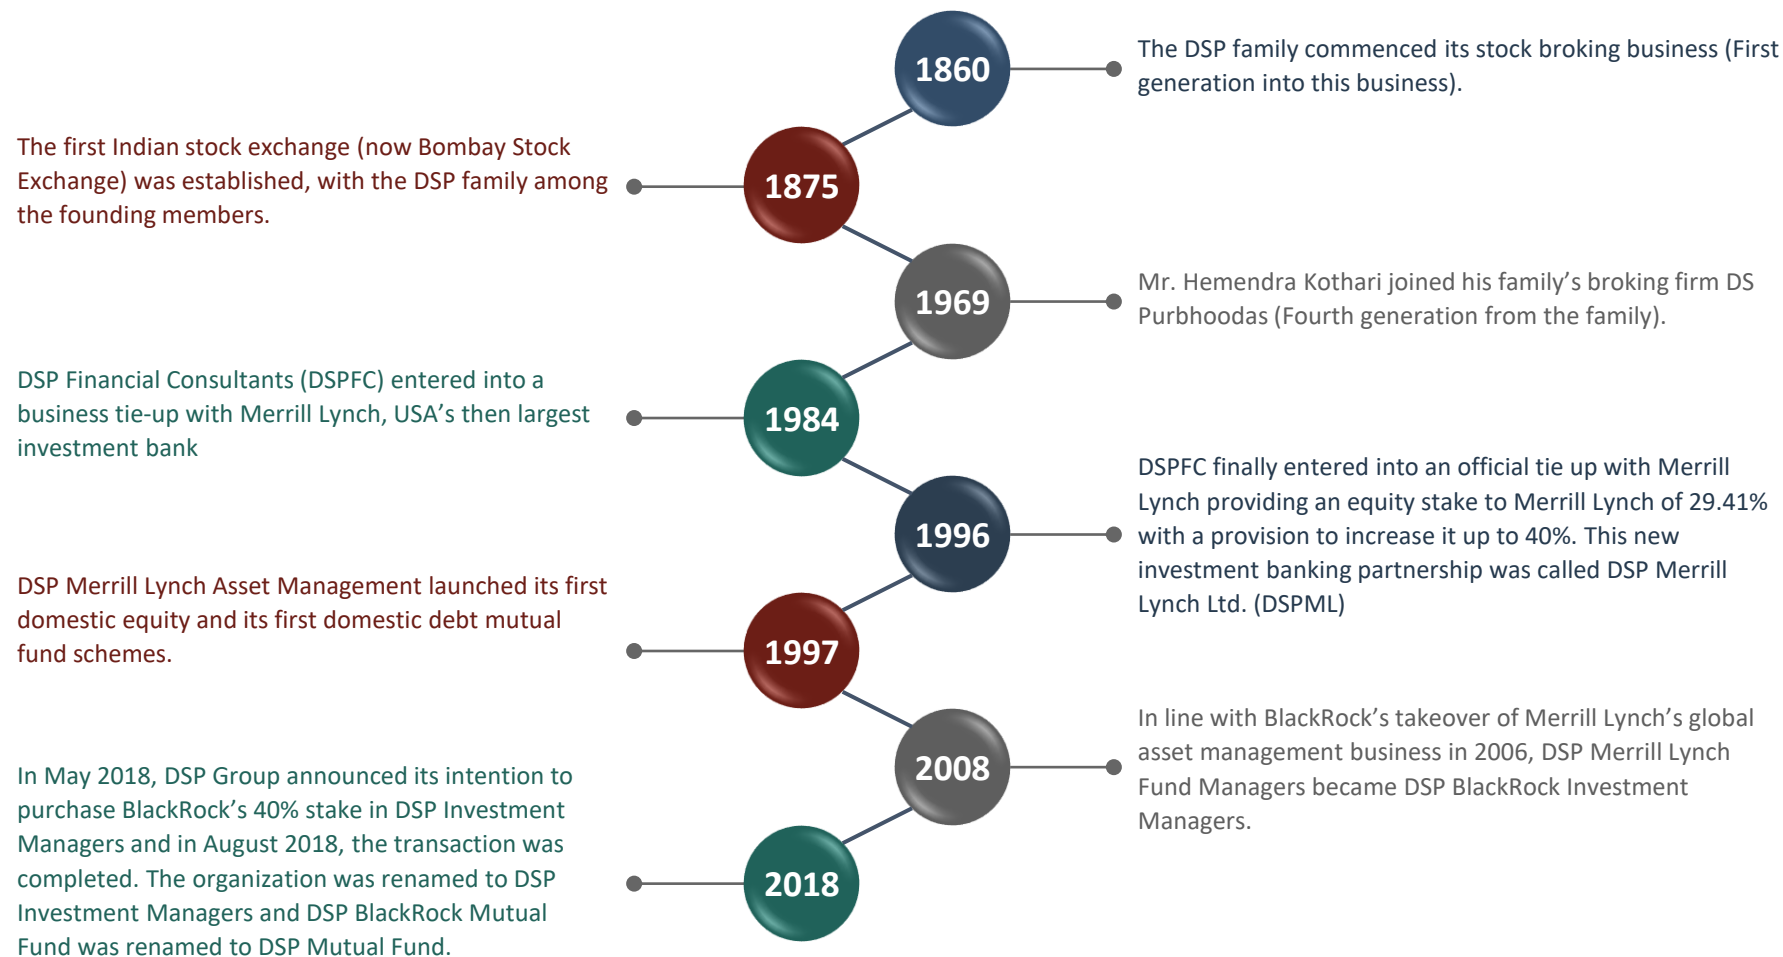 1860
The DSP family commenced its stock broking business (First
generation into this business).
The first Indian stock exchange (now Bombay Stock
Exchange) was established, with the DSP family among
the founding members.
1875
1969
Mr. Hemendra Kothari joined his family’s broking firm DS
Purbhoodas (Fourth generation from the family).
DSP Financial Consultants (DSPFC) entered into a
business tie-up with Merrill Lynch, USA’s then largest
investment bank
1984
1996
DSPFC finally entered into an official tie up with Merrill
Lynch providing an equity stake to Merrill Lynch of 29.41%
with a provision to increase it up to 40%. This new
investment banking partnership was called DSP Merrill
Lynch Ltd. (DSPML)
DSP Merrill Lynch Asset Management launched its first
domestic equity and its first domestic debt mutual
fund schemes.
1997
2008
In line with BlackRock’s takeover of Merrill Lynch’s global
asset management business in 2006, DSP Merrill Lynch
Fund Managers became DSP BlackRock Investment
Managers.
In May 2018, DSP Group announced its intention to
purchase BlackRock’s 40% stake in DSP Investment
Managers and in August 2018, the transaction was
completed. The organization was renamed to DSP
Investment Managers and DSP BlackRock Mutual
Fund was renamed to DSP Mutual Fund.
2018